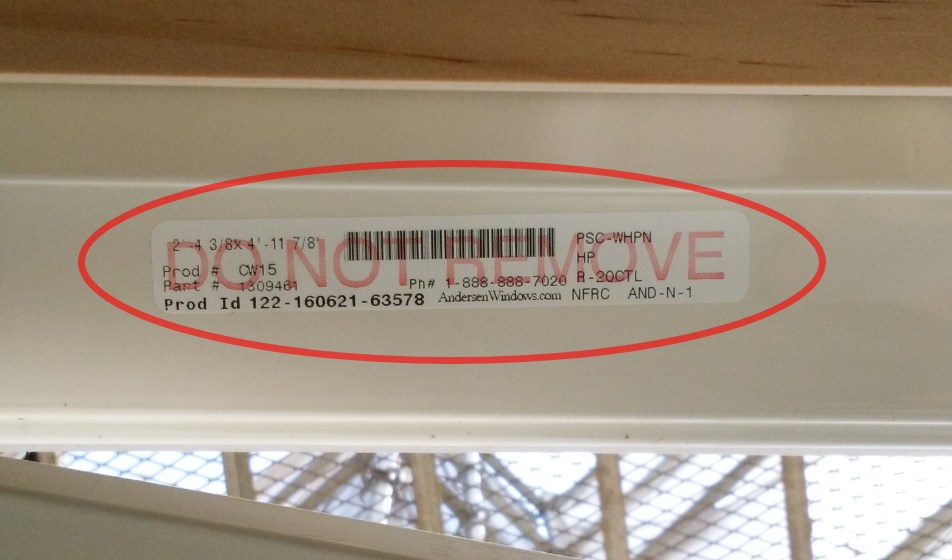 DO NOT REMOVE
2' 4 3/8x 4'-11 7/8"
PSC-WHPN
HP
Prod # CW15
R-20CTL
Part # 1309461
Ph# 1-888-888-7020
Prod Id 122-160621-63578
AndersenWindows.com
NFRC AND-N-1